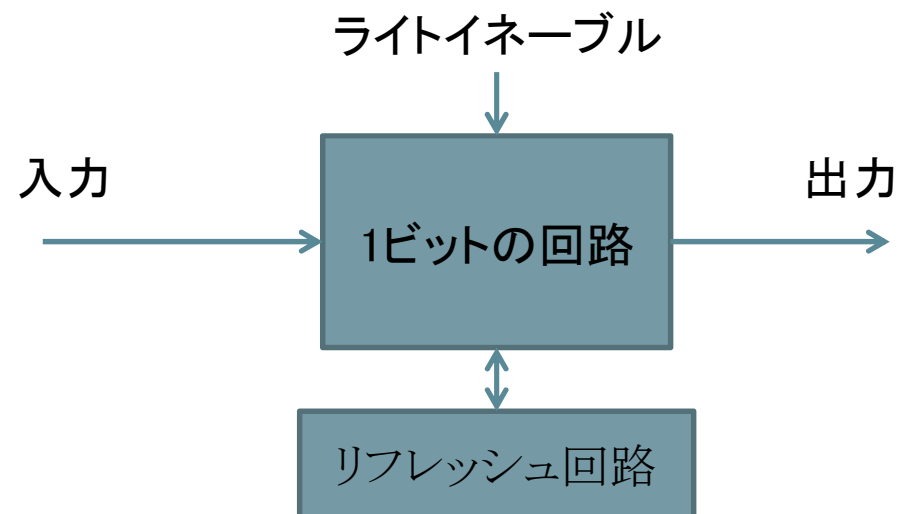 ライトイネーブル
入力
出力
1ビットの回路
リフレッシュ回路